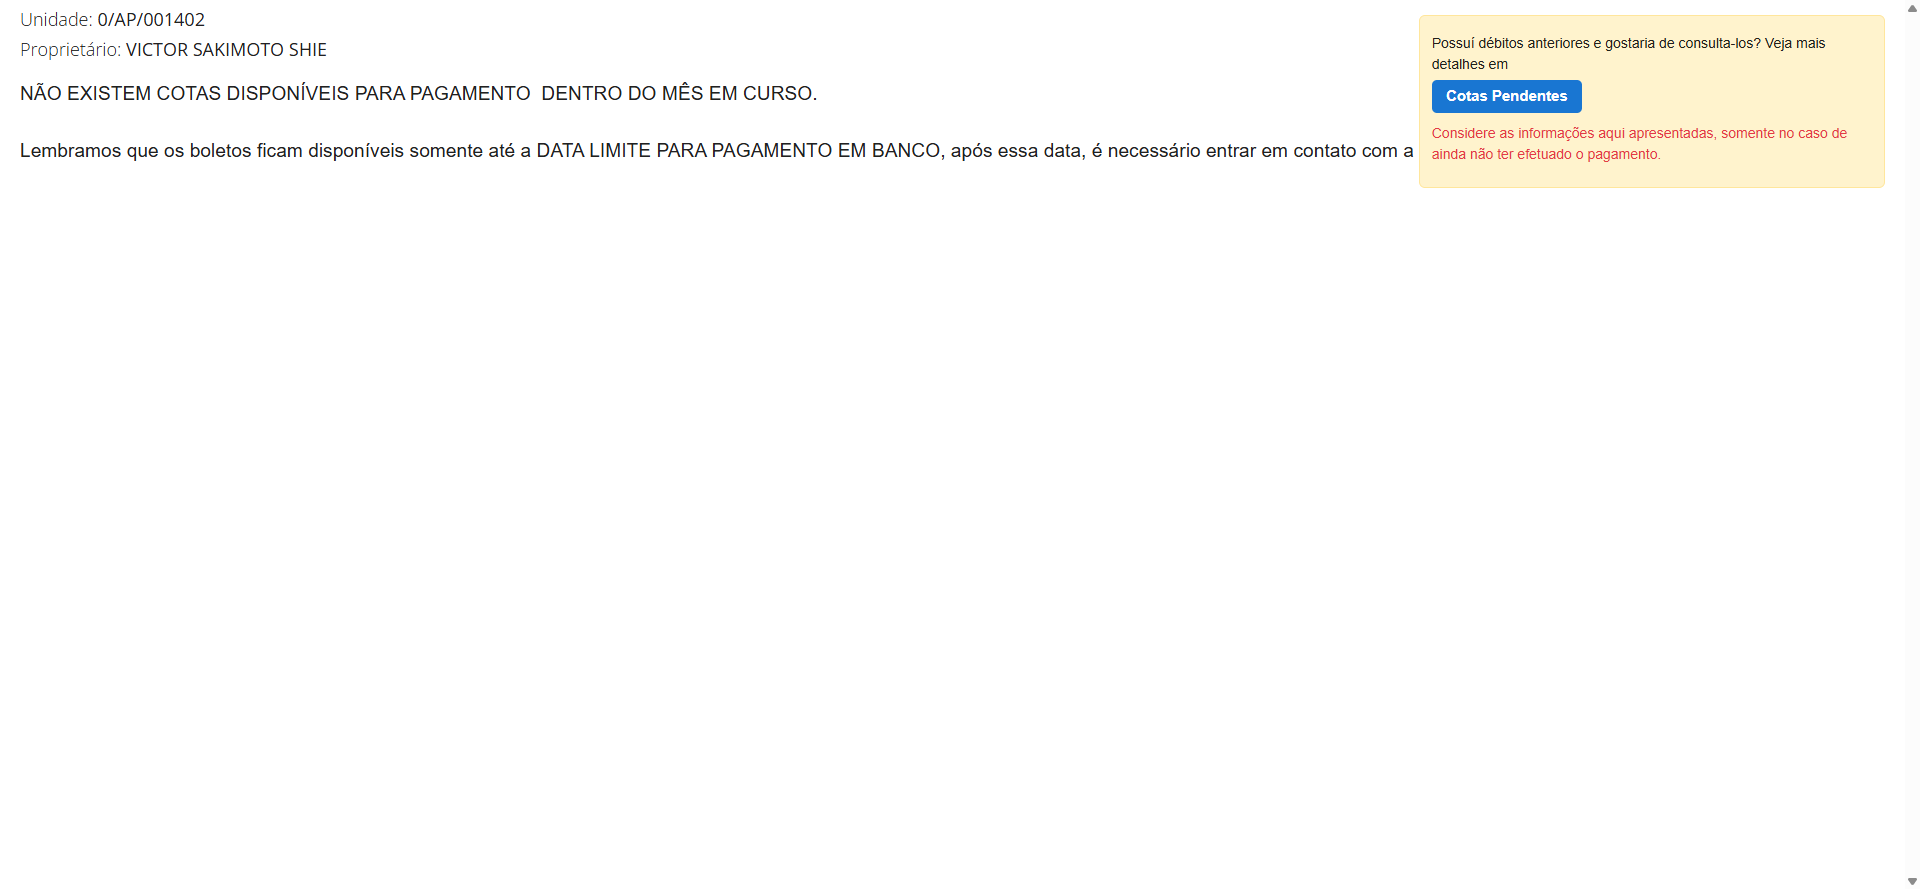 Unidade: 0/AP/001402
Proprietário: VICTOR SAKIMOTO SHIE
NÃO EXISTEM COTAS DISPONÍVEIS PARA PAGAMENTO  DENTRO DO MÊS EM CURSO.
Lembramos que os boletos ficam disponíveis somente até a DATA LIMITE PARA PAGAMENTO EM BANCO, após essa data, é necessário entrar em contato com a
Possuí débitos anteriores e gostaria de consulta-los? Veja mais
detalhes em
Cotas Pendentes
Considere as informações aqui apresentadas, somente no caso de
ainda não ter efetuado o pagamento.